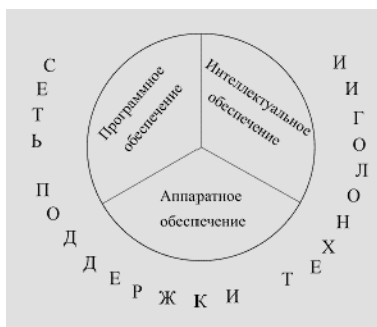 Программное
обеспечение
Интеллектуальное
обеспечение
Аппаратное
обеспечение
СЕТЬ ПОДДЕРЖКИ ТЕХНОЛОГИИ